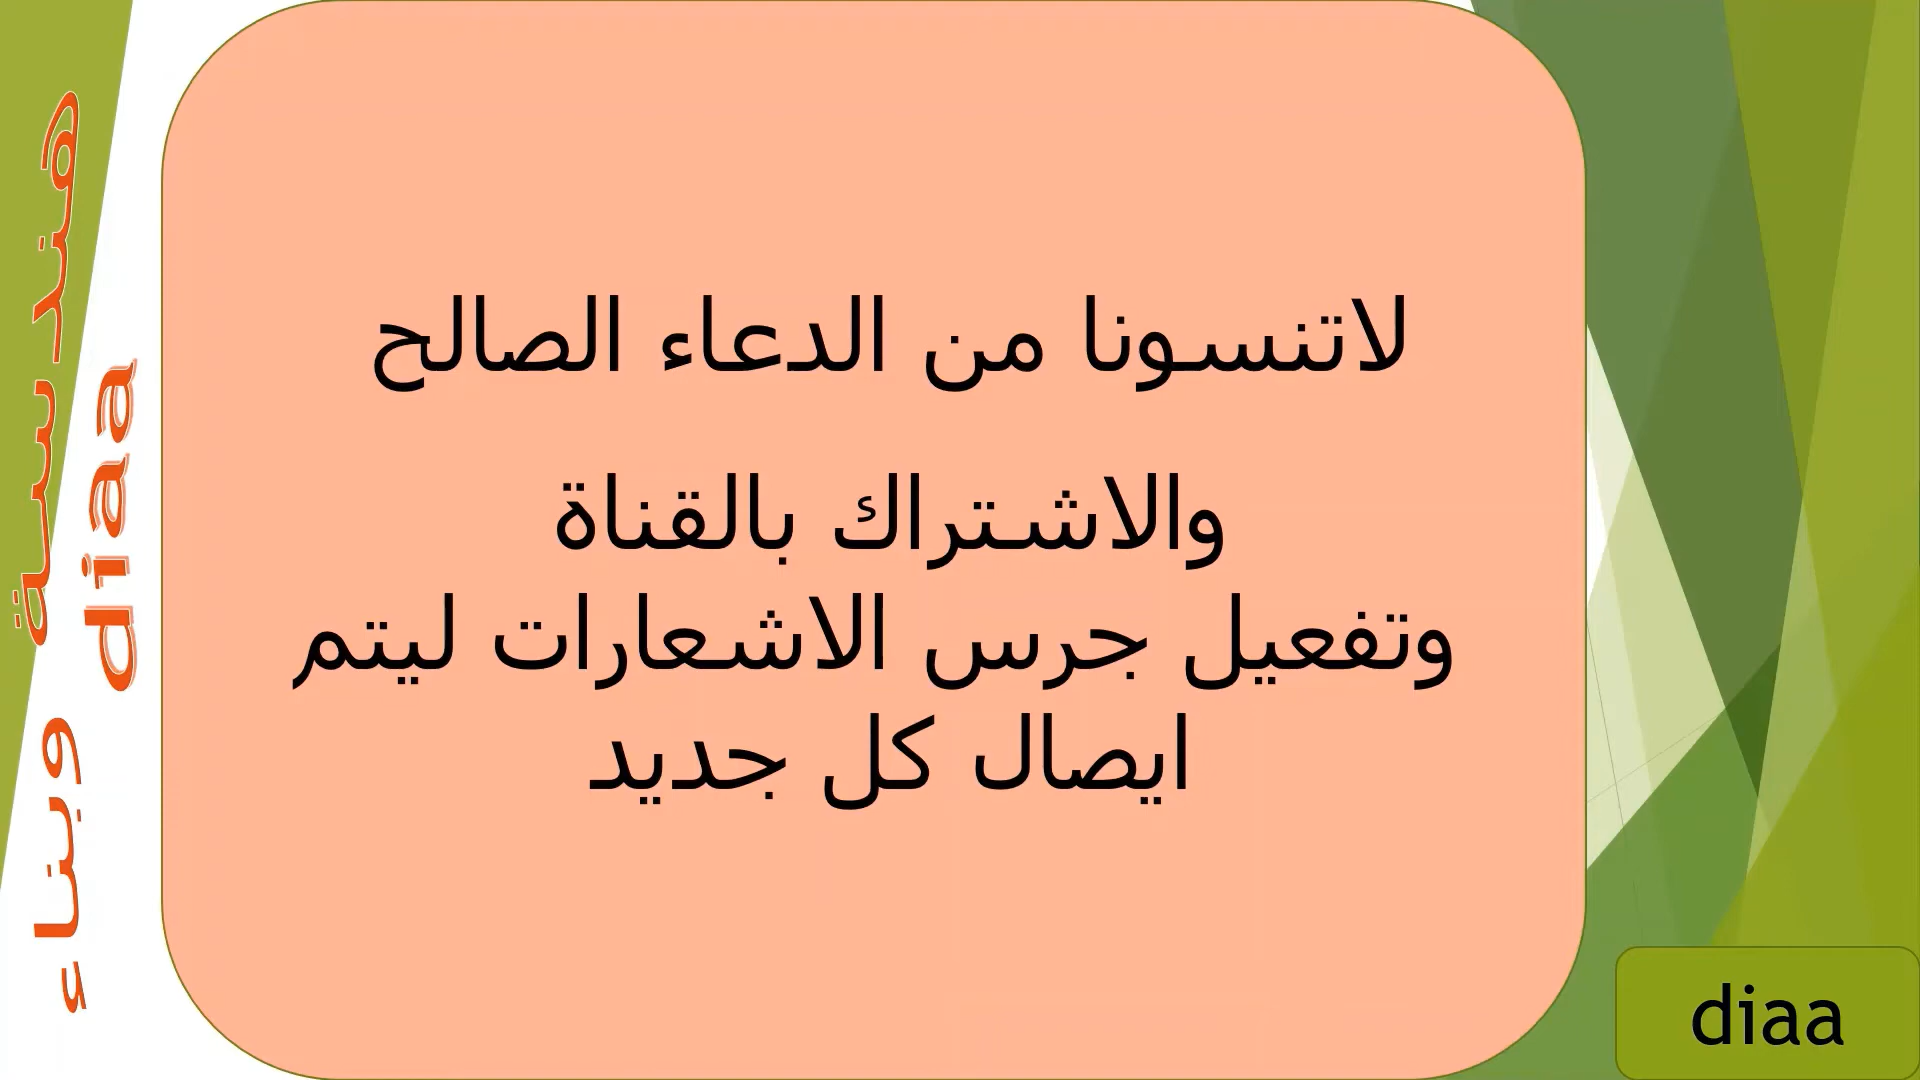 لاتنسونا من الدعاء الصالح
والاشتراك بالقناة
وتفعيل جرس الاشعارات ليتم
ايصال كل جديد
هندسة وبناء
diaa
diaa